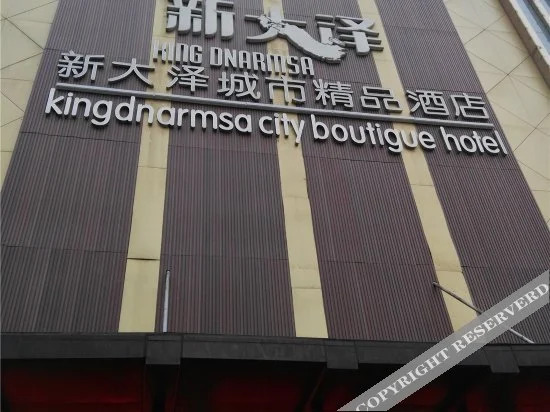 新大泽
KING DNARMSA
新大泽城市精品酒店
kingdnarmsa city boutigue hotel
COPYRIGHT RESERVERD